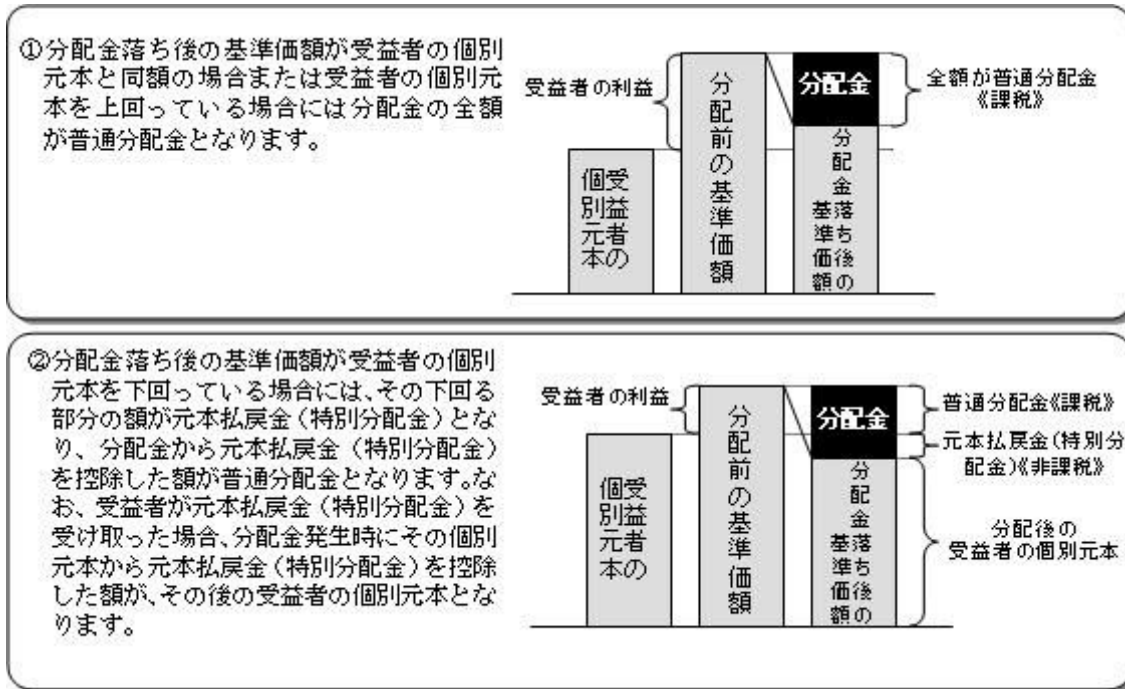 ①分配金落ち後の基準価額が受益者の個別
元本と同額の場合または受益者の個別元
本を上回っている場合には分配金の全額
が普通分配金となります。
受益者の利益
個別元本
受益者の
分配前の基準価額
分配金
基準価額
分配金落ち後の
全額が普通分配金
《課税》
②分配金落ち後の基準価額が受益者の個別
元本を下回っている場合には、その下回る
部分の額が元本払戻金（特別分配金）とな
り、分配金から元本払戻金（特別分配金）
を控除した額が普通分配金となります。な
お、受益者が元本払戻金（特別分配金）を
受け取った場合、分配金発生時にその個別
元本から元本払戻金（特別分配金）を控除
した額が、その後の受益者の個別元本とな
ります。
受益者の利益
個別元本
受益者の
分配前の基準価額
分配金
基準価額
分配金落ち後の
普通分配金《課税》
元本払戻金(特別分
配金)《非課税》
分配後の
受益者の個別元本